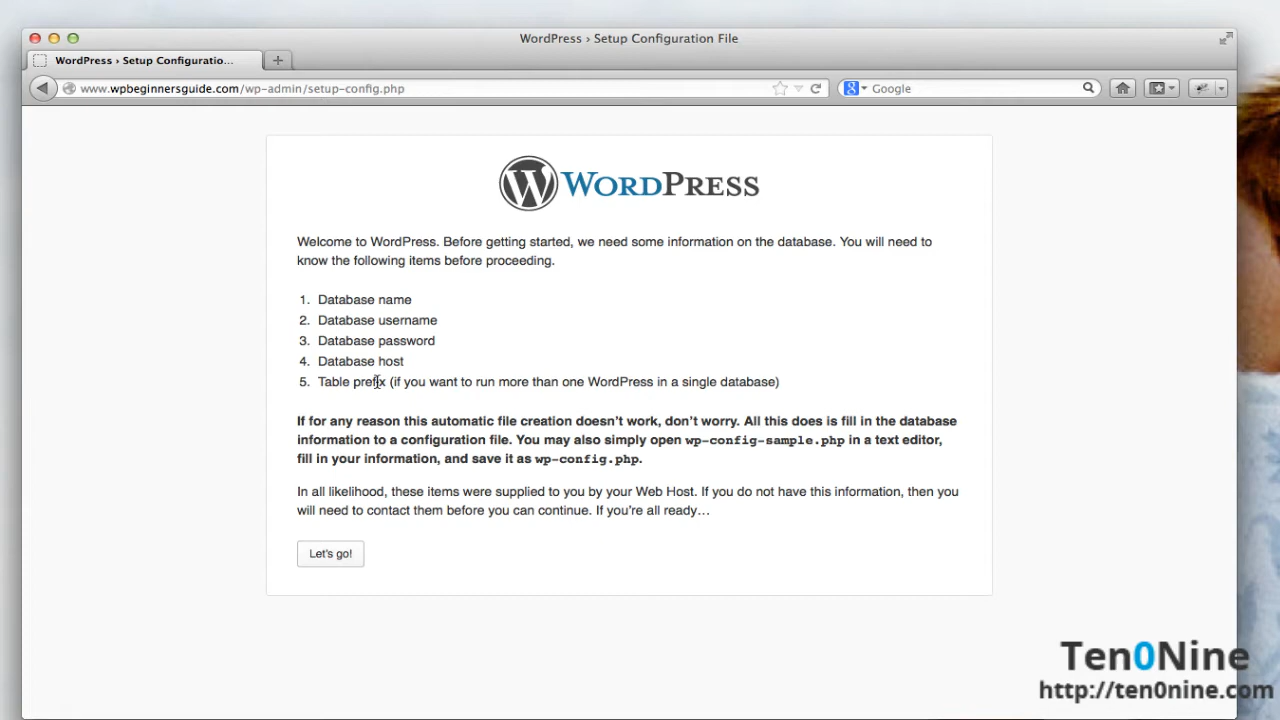 WordPress › Setup Configuration File
WordPress › Setup Configuratio...
+
www.wpbeginnersguide.com/wp-admin/setup-config.php
8
Google
W WORDPRESS
Welcome to WordPress. Before getting started, we need some information on the database. You will need to
know the following items before proceeding.
1. Database name
2. Database username
3. Database password
4. Database host
5. Table prefix (if you want to run more than one WordPress in a single database)
If for any reason this automatic file creation doesn't work, don't worry. All this does is fill in the database
information to a configuration file. You may also simply open wp-config-sample.php in a text editor,
fill in your information, and save it as wp-config.php.
In all likelihood, these items were supplied to you by your Web Host. If you do not have this information, then you
will need to contact them before you can continue. If you're all ready…
Let's go!
Ten0Nine
http://ten0nine.com